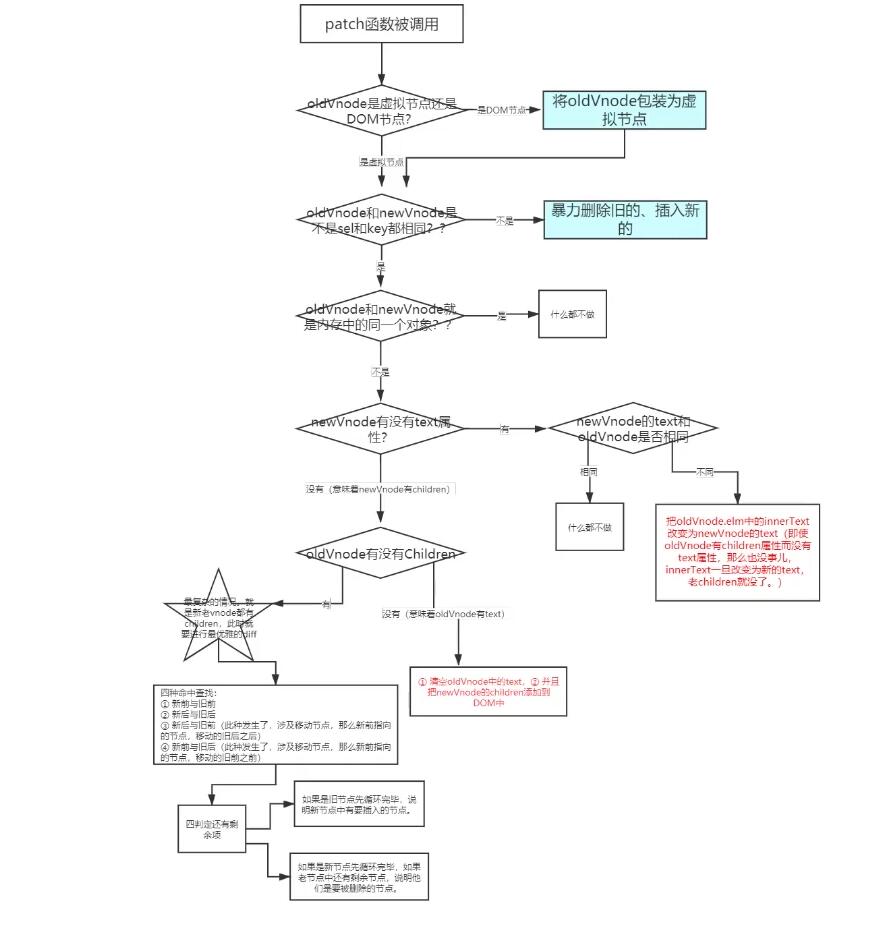 patch函数被调用
oldVnode是虚拟节点还是
DOM节点?
是DOM节点
将oldVnode包装为虚
拟节点
是虚拟节点
oldVnode和newVnode是
不是sel和key都相同？?
不是
暴力删除旧的、插入新
的
是
oldVnode和newVnode就
是内存中的同一个对象？?
是
什么都不做
不是
newVnode有没有text属
性?
有
newVnode的text和
oldVnode是否相同
相同
不同
什么都不做
把oldVnode.elm中的innerText
改变为newVnode的text（即使
oldVnode有children属性而没有
text属性，那么也没事儿，
innerText一旦改变为新的text，
老children就没了。）
没有（意味着newVnode有children）
oldVnode有没有Children
有
没有（意味着oldVnode有text）
最复杂的情况。就
是新老vnode都有
children，此时就
要进行最优雅的diff
① 清空oldVnode中的text，② 并且
把newVnode的children添加到
DOM中
四种命中查找：
① 新前与旧前
② 新后与旧后
③ 新后与旧前（此种发生了，涉及移动节点，那么新前指向
的节点，移动的旧后之后）
④ 新前与旧后（此种发生了，涉及移动节点，那么新前指向
的节点，移动的旧前之前）
四判定还有剩
余项
如果是旧节点先循环完毕，说
明新节点中有要插入的节点。
如果是新节点先循环完毕，如果
老节点中还有剩余节点，说明他
们是要被删除的节点。